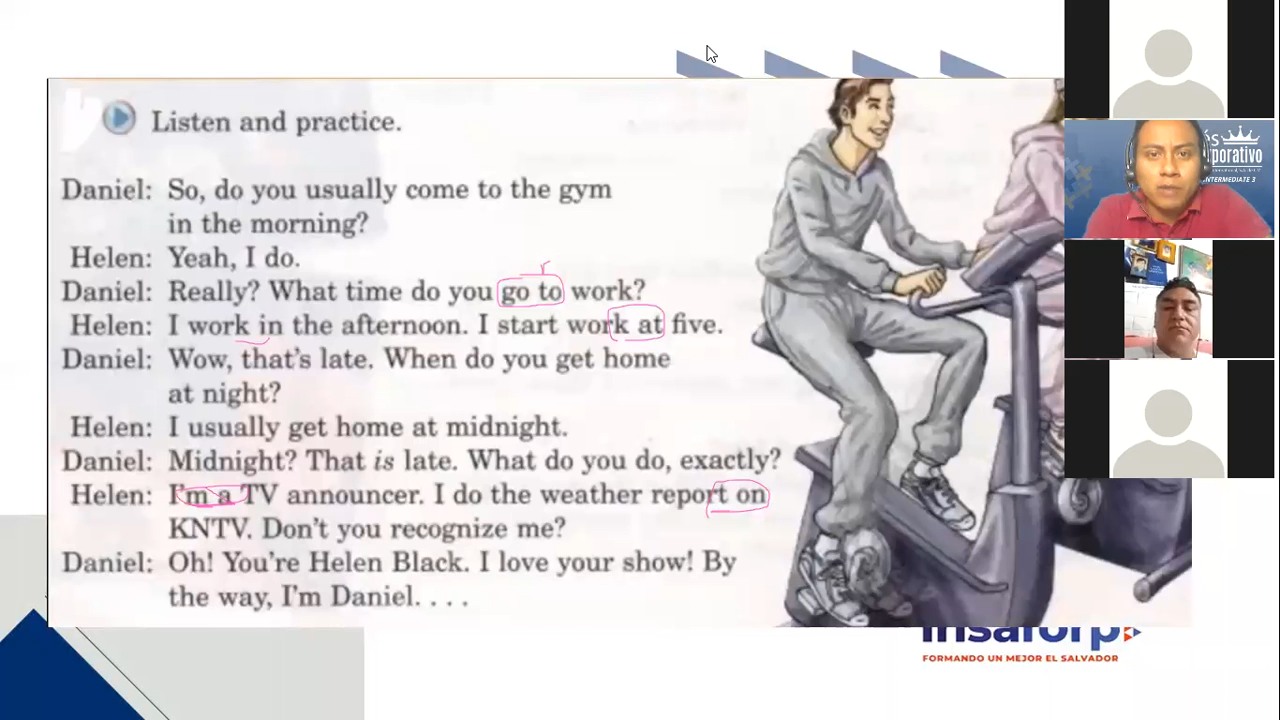 Listen and practice.
Daniel: So, do you usually come to the gym
in the morning?
Helen: Yeah, I do.
Daniel: Really? What time do you go to work?
Helen: I work in the afternoon. I start work at five.
Daniel: Wow, that's late. When do you get home
at night?
Helen: I usually get home at midnight.
Daniel: Midnight? That is late. What do you do, exactly?
Helen: I'm a TV announcer. I do the weather report on
KNTV. Don't you recognize me?
Daniel: Oh! You're Helen Black. I love your show! By
the way, I'm Daniel. . . .
insaforp
FORMANDO UN MEJOR EL SALVADOR
INTERMEDIATE 3